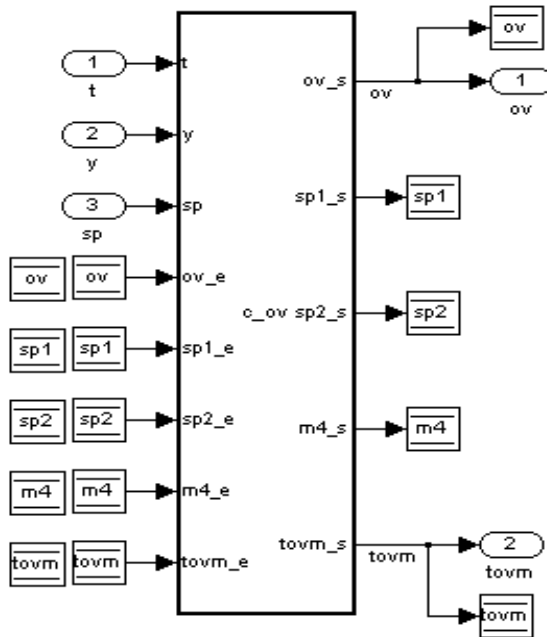 ov
1 t ov_s
t ov 1
ov
2 y
y
sp1_s sp1
3 sp
sp
ov ov ov_e
c_ov sp2_s sp2
sp1 sp1 sp1_e
sp2 sp2 sp2_e
m4_s m4
m4 m4 m4_e
tovm_s 2
tovm tovm tovm_e tovm
tovm
tovm